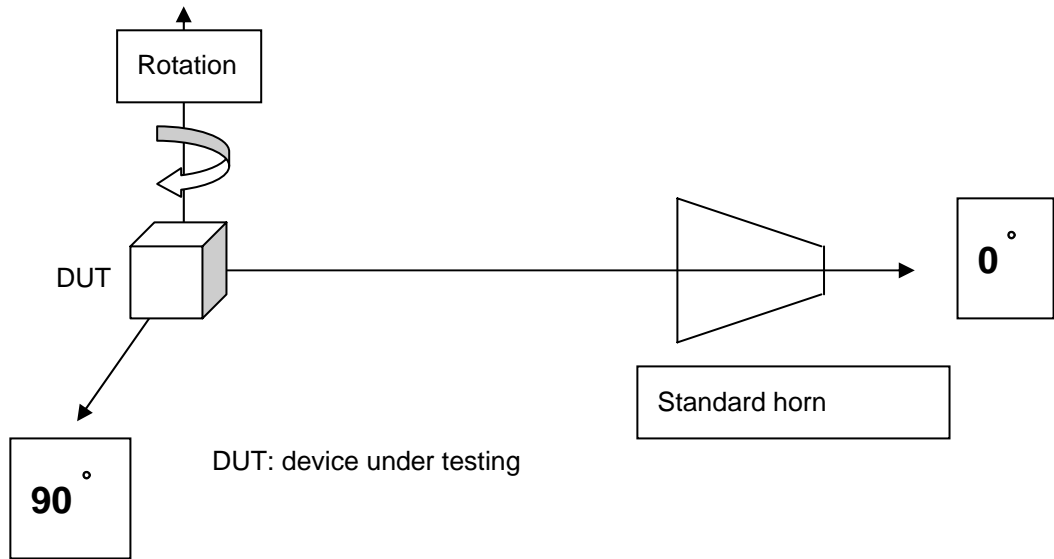 Rotation
DUT
0°
Standard horn
DUT: device under testing
90°